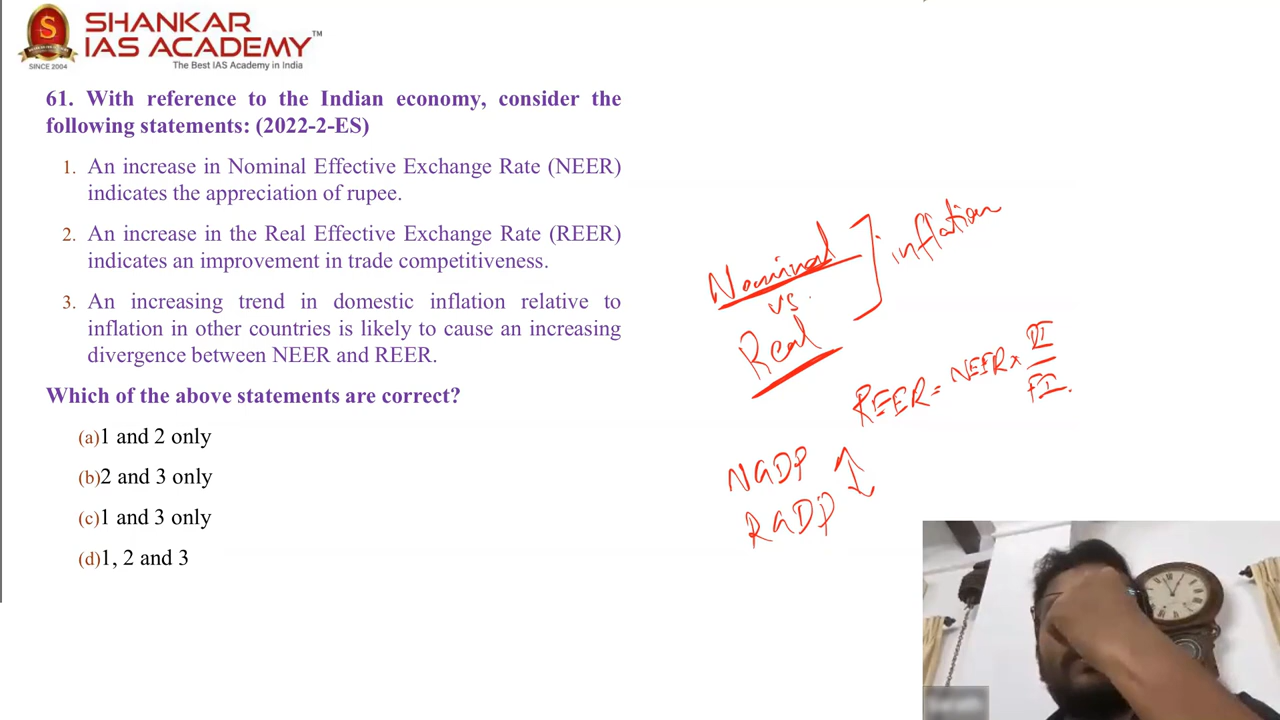 SHANKAR
IAS ACADEMY™
The Best IAS Academy in India
S
SINCE 2004
61. With reference to the Indian economy, consider the
following statements: (2022-2-ES)
1. An increase in Nominal Effective Exchange Rate (NEER)
indicates the appreciation of rupee.
2. An increase in the Real Effective Exchange Rate (REER)
indicates an improvement in trade competitiveness.
3. An increasing trend in domestic inflation relative to
inflation in other countries is likely to cause an increasing
divergence between NEER and REER.
Which of the above statements are correct?
(a)1 and 2 only
(b)2 and 3 only
(c)1 and 3 only
(d)1, 2 and 3
Nominal
vs
Real
inflation
REER = NEER × DI
FI.
NGDP
RGDP